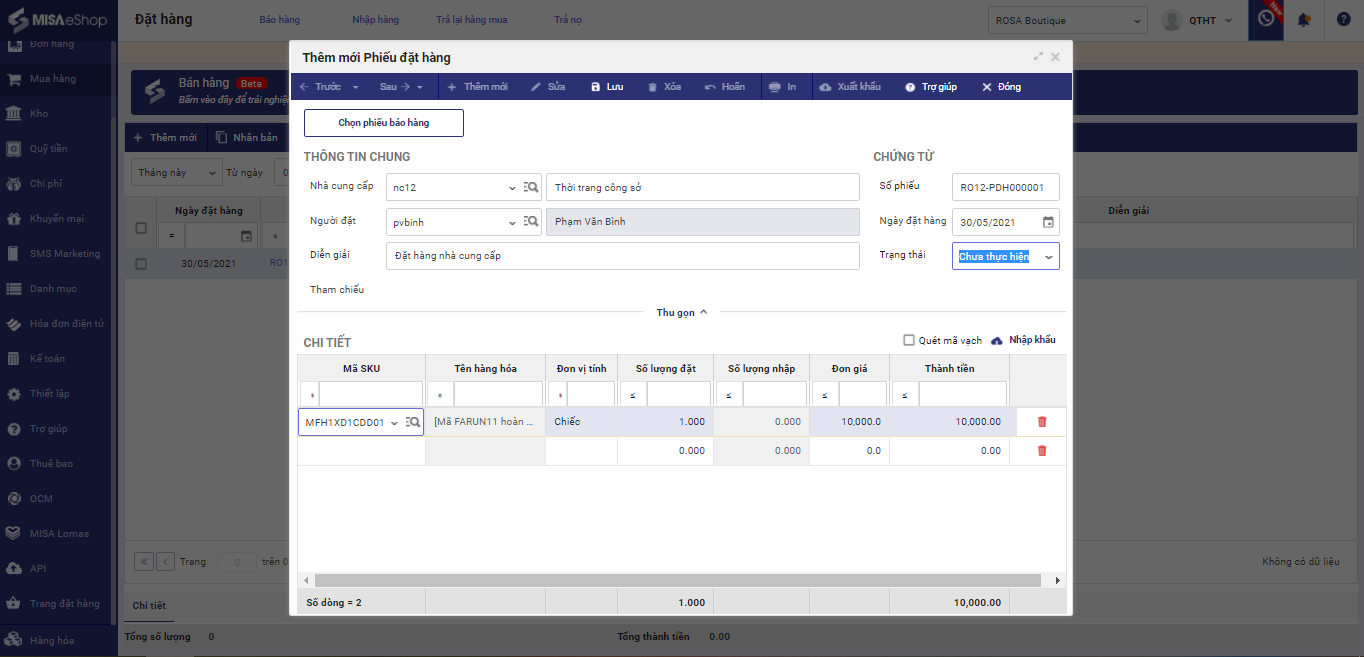 MISA eShop
Đặt hàng
Báo hàng
Nhập hàng
Trả lại hàng mua
Trả nợ
ROSA Boutique
QTHT
New
?
Đơn hàng
Mua hàng
Kho
Quỹ tiền
Chi phí
Khuyến mại
SMS Marketing
Danh mục
Hóa đơn điện tử
Kế toán
Thiết lập
Trợ giúp
Thuê bao
OCM
MISA Lomas
API
Trang đặt hàng
Hàng hóa
Bán hàng Beta
Bấm vào đây để trải nghiệm
Thêm mới
Nhân bản
Tháng này
Từ ngày
0
Ngày đặt hàng
Diễn giải
=
*
30/05/2021
RO1
Trang 0 trên 0
Không có dữ liệu
Chi tiết
Tổng số lượng 0
Tổng thành tiền 0.00
Thêm mới Phiếu đặt hàng
Trước
Sau
Thêm mới
Sửa
Lưu
Xóa
Hoãn
In
Xuất khẩu
Trợ giúp
Đóng
Chọn phiếu báo hàng
THÔNG TIN CHUNG
CHỨNG TỪ
Nhà cung cấp nc12 Thời trang công sở
Số phiếu RO12-PDH000001
Người đặt pvbinh Phạm Văn Bình
Ngày đặt hàng 30/05/2021
Diễn giải Đặt hàng nhà cung cấp
Trạng thái Chưa thực hiện
Tham chiếu
Thu gọn
CHI TIẾT
Quét mã vạch
Nhập khẩu
Mã SKU Tên hàng hóa Đơn vị tính Số lượng đặt Số lượng nhập Đơn giá Thành tiền
* * * ≤ ≤ ≤ ≤
MFH1XD1CDD01 [Mã FARUN11 hoàn ... Chiếc 1.000 0.000 10,000.0 10,000.00
0.000 0.000 0.0 0.00
Số dòng = 2 1.000 10,000.00